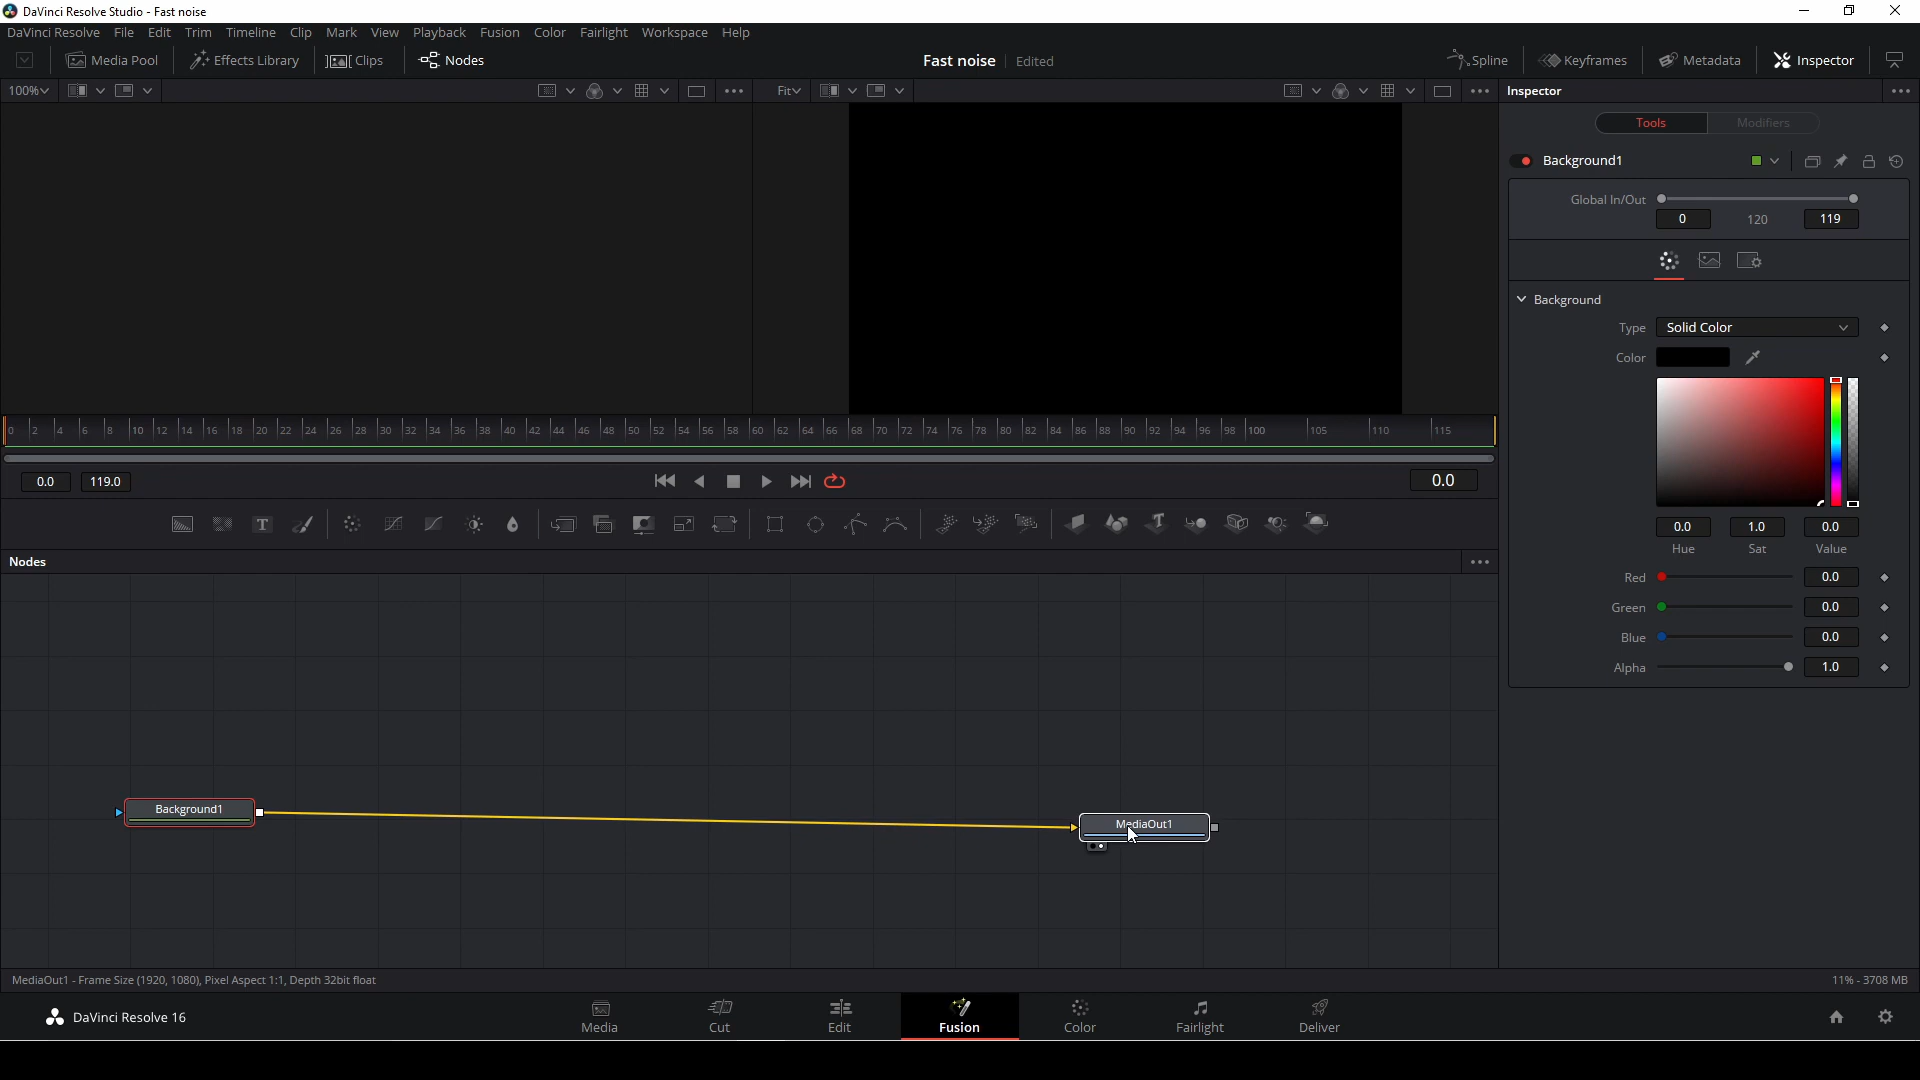 DaVinci Resolve Studio - Fast noise
DaVinci Resolve File Edit Trim Timeline Clip Mark View Playback Fusion Color Fairlight Workspace Help
Media Pool Effects Library Clips Nodes Fast noise Edited Spline Keyframes Metadata Inspector
100% Fit Inspector
Tools Modifiers
Background1
Global In/Out
0 120 119
Background
Type Solid Color
Color
0 2 4 6 8 10 12 14 16 18 20 22 24 26 28 30 32 34 36 38 40 42 44 46 48 50 52 54 56 58 60 62 64 66 68 70 72 74 76 78 80 82 84 86 88 90 92 94 96 98 100 105 110 115
0.0 119.0 0.0
T
0.0 1.0 0.0
Hue Sat Value
Nodes
Red 0.0
Green 0.0
Blue 0.0
Alpha 1.0
Background1
MediaOut1
MediaOut1 - Frame Size (1920, 1080), Pixel Aspect 1:1, Depth 32bit float 11% - 3708 MB
DaVinci Resolve 16 Media Cut Edit Fusion Color Fairlight Deliver